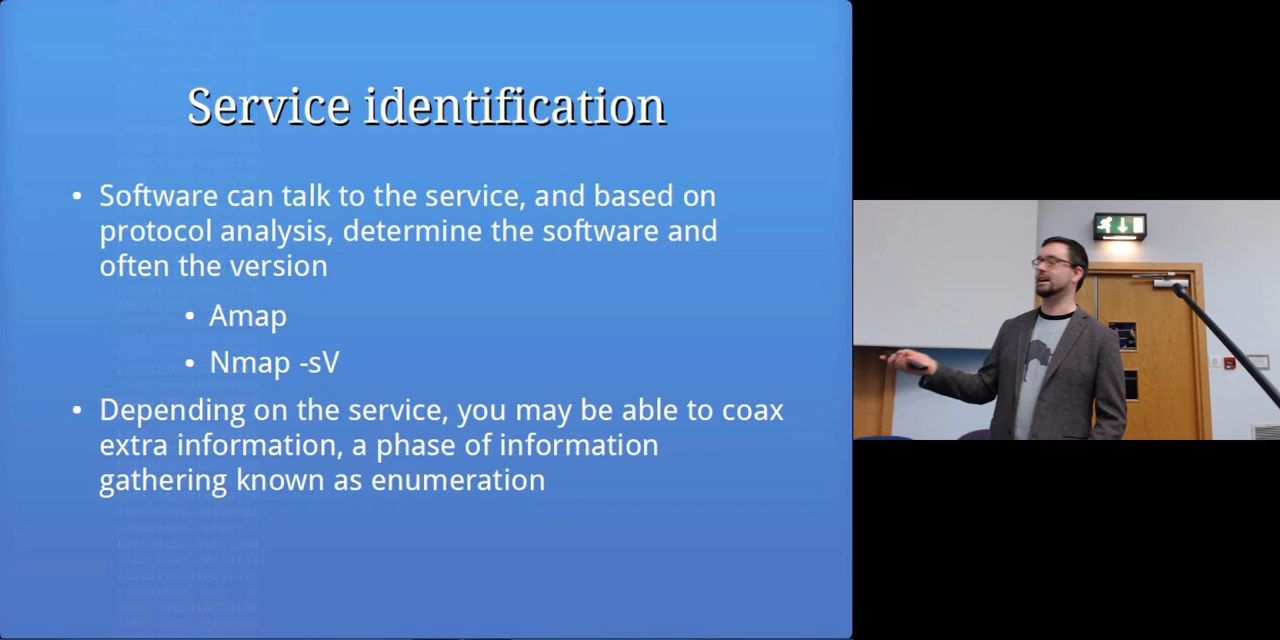 Service identification
• Software can talk to the service, and based on
protocol analysis, determine the software and
often the version
• Amap
• Nmap -sV
• Depending on the service, you may be able to coax
extra information, a phase of information
gathering known as enumeration